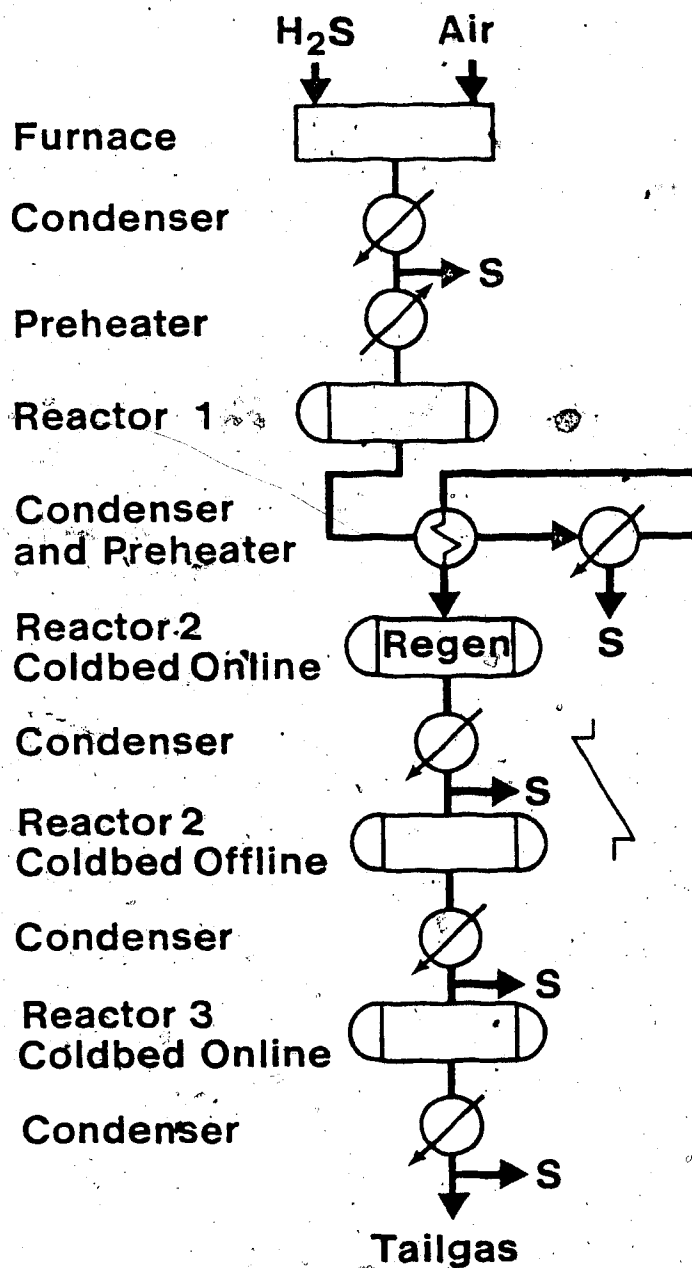 H₂S Air
Furnace
Condenser
S
Preheater
Reactor 1
Condenser
and Preheater
S
Reactor 2
Coldbed Online
Regen
Condenser
S
Reactor 2
Coldbed Offline
Condenser
S
Reactor 3
Coldbed Online
Condenser
S
Tailgas